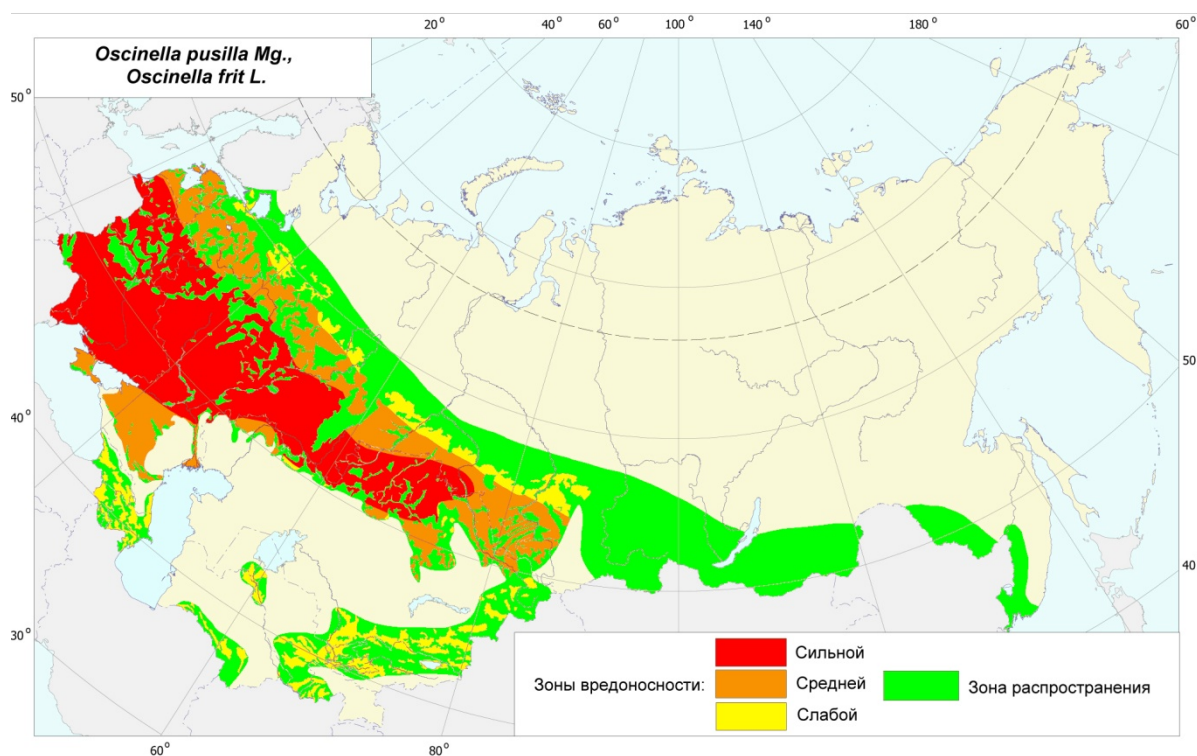 20° 40° 60° 80° 100° 140° 180° 60°
Oscinella pusilla Mg.,
Oscinella frit L.
50°
50
40°
40
30°
Зоны вредоносности:
Сильной
Средней
Слабой
Зона распространения
60°
80°